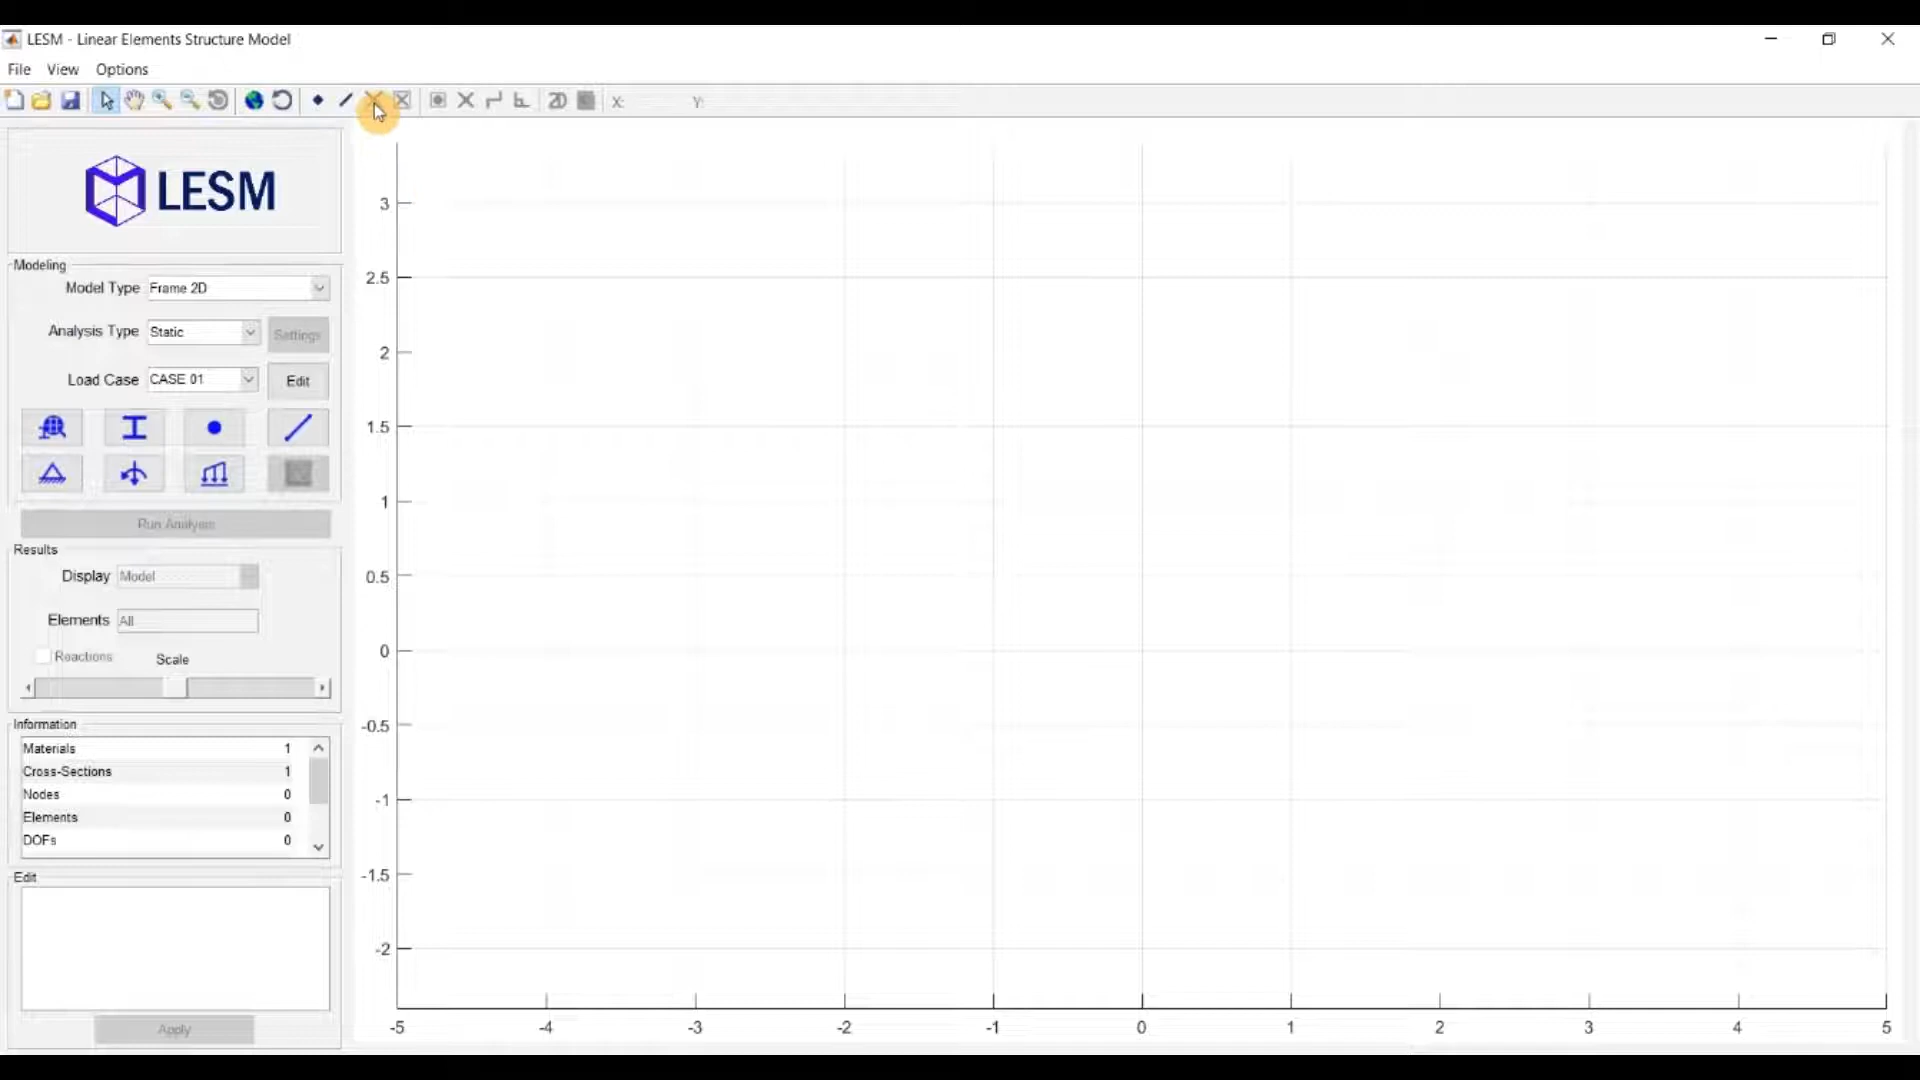 LESM - Linear Elements Structure Model
File View Options
2D X: Y:
LESM
Modeling
Model Type Frame 2D
Analysis Type Static Settings
Load Case CASE 01 Edit
Run Analysis
Results
Display Model
Elements All
Reactions Scale
Information
Materials 1
Cross-Sections 1
Nodes 0
Elements 0
DOFs 0
Edit
Apply
3
2.5
2
1.5
1
0.5
0
-0.5
-1
-1.5
-2
-5 -4 -3 -2 -1 0 1 2 3 4 5